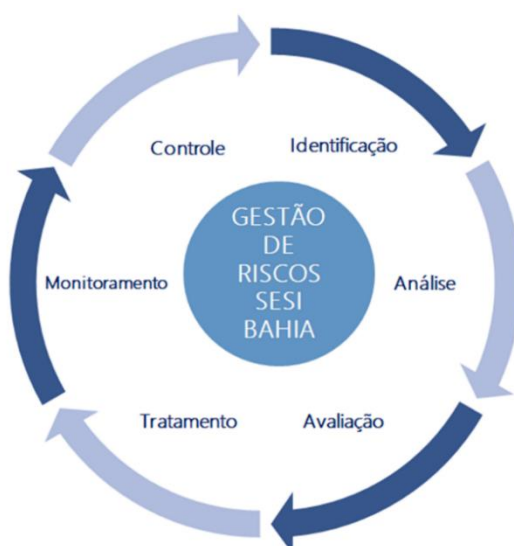 Controle
Identificação
GESTÃO
DE
RISCOS
SESI
BAHIA
Monitoramento
Análise
Tratamento
Avaliação